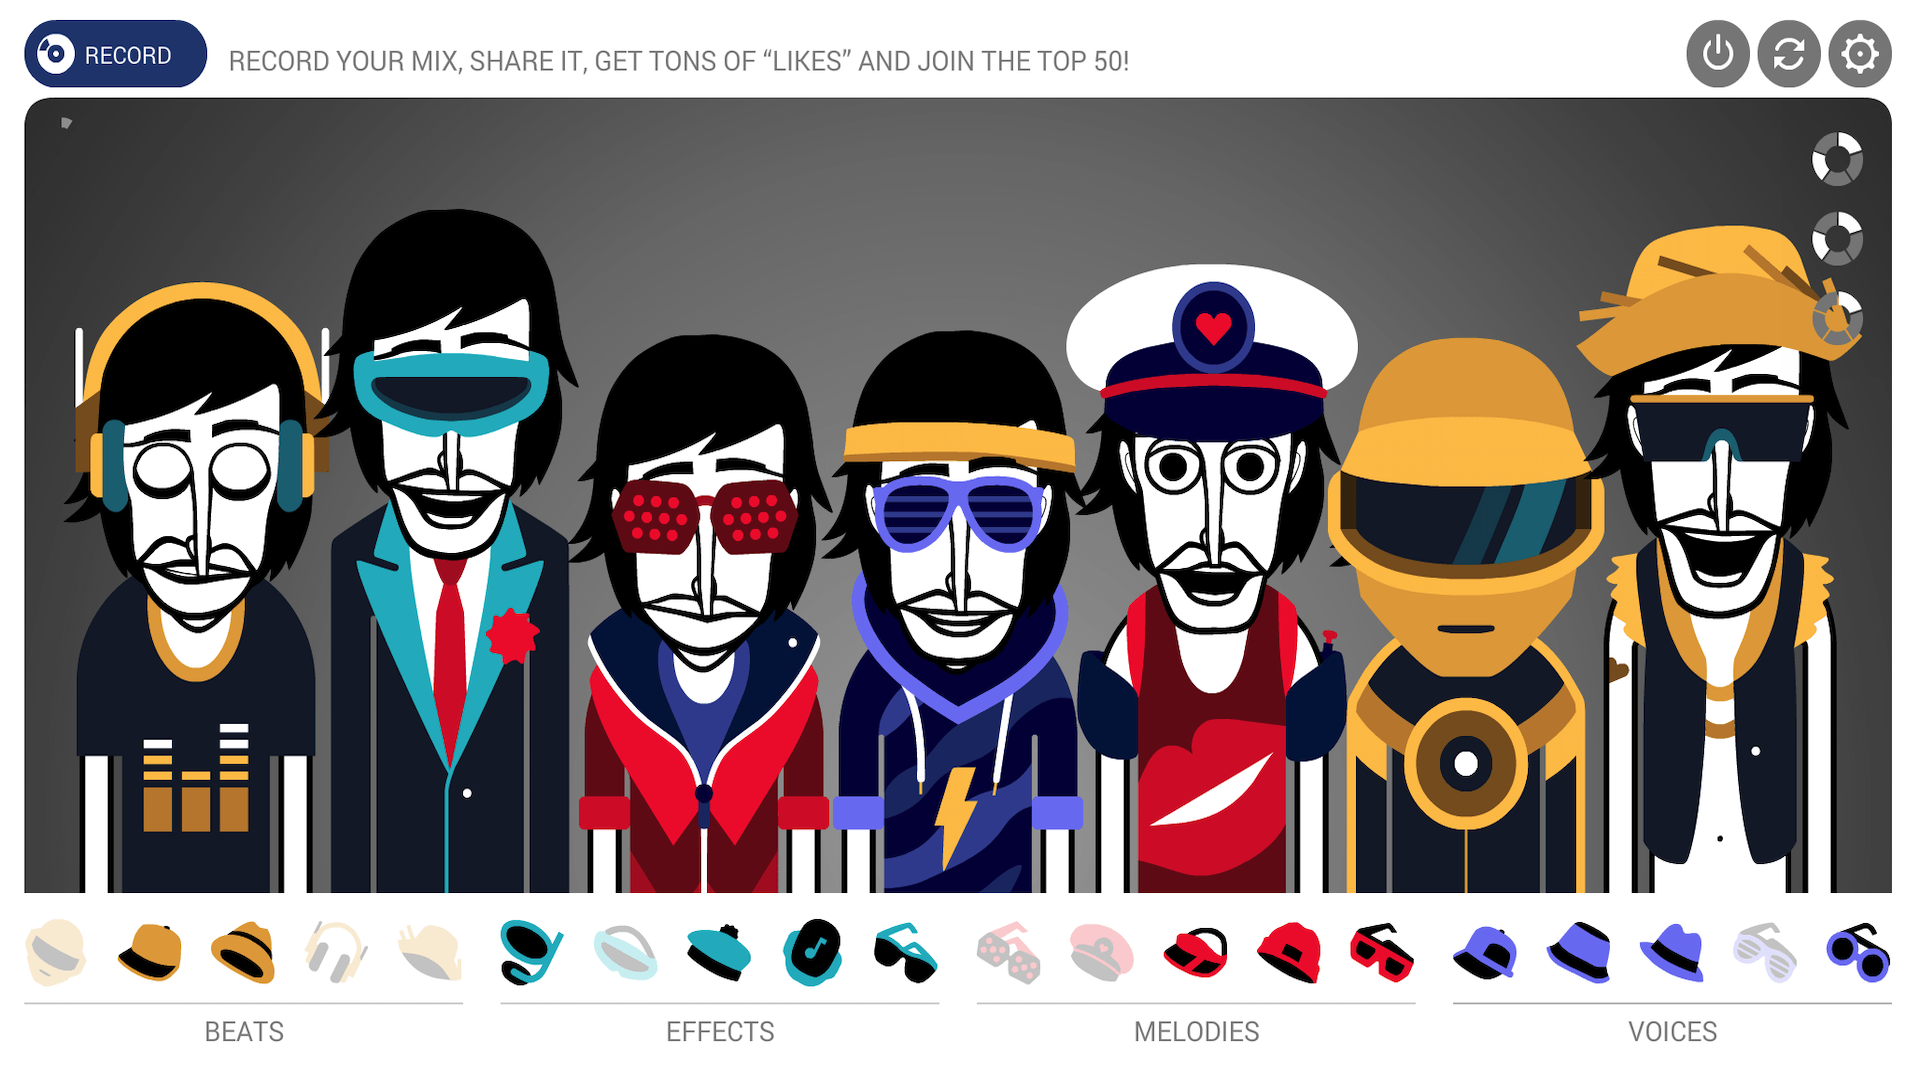 RECORD
RECORD YOUR MIX, SHARE IT, GET TONS OF “LIKES” AND JOIN THE TOP 50!
BEATS
EFFECTS
MELODIES
VOICES